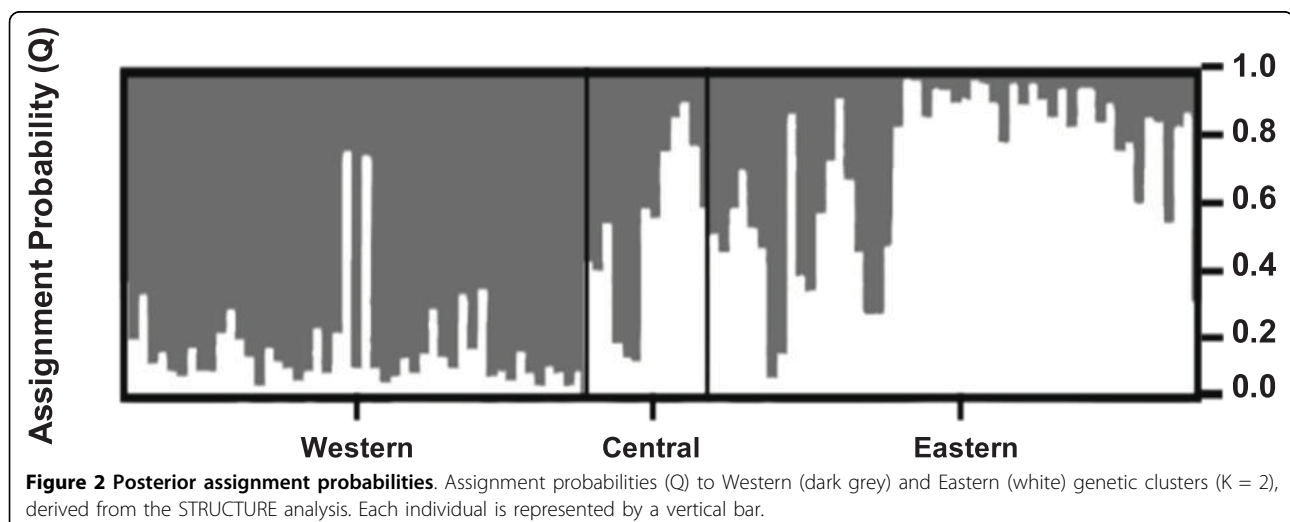 Assignment Probability (Q)
1.0
0.8
0.6
0.4
0.2
0.0
Western Central Eastern
Figure 2 Posterior assignment probabilities. Assignment probabilities (Q) to Western (dark grey) and Eastern (white) genetic clusters (K = 2),
derived from the STRUCTURE analysis. Each individual is represented by a vertical bar.